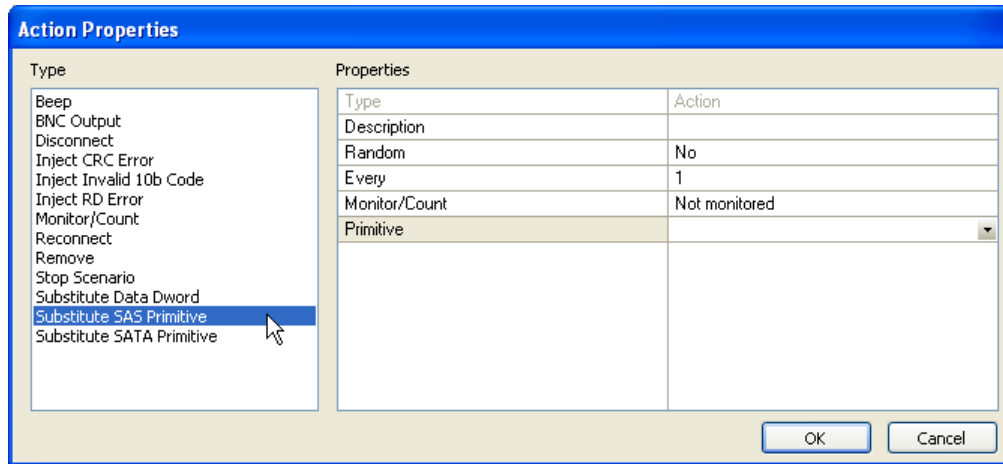 Action Properties
Type
Properties
Beep
BNC Output
Disconnect
Inject CRC Error
Inject Invalid 10b Code
Inject RD Error
Monitor/Count
Reconnect
Remove
Stop Scenario
Substitute Data Dword
Substitute SAS Primitive
Substitute SATA Primitive
Type Action
Description
Random No
Every 1
Monitor/Count Not monitored
Primitive
OK Cancel